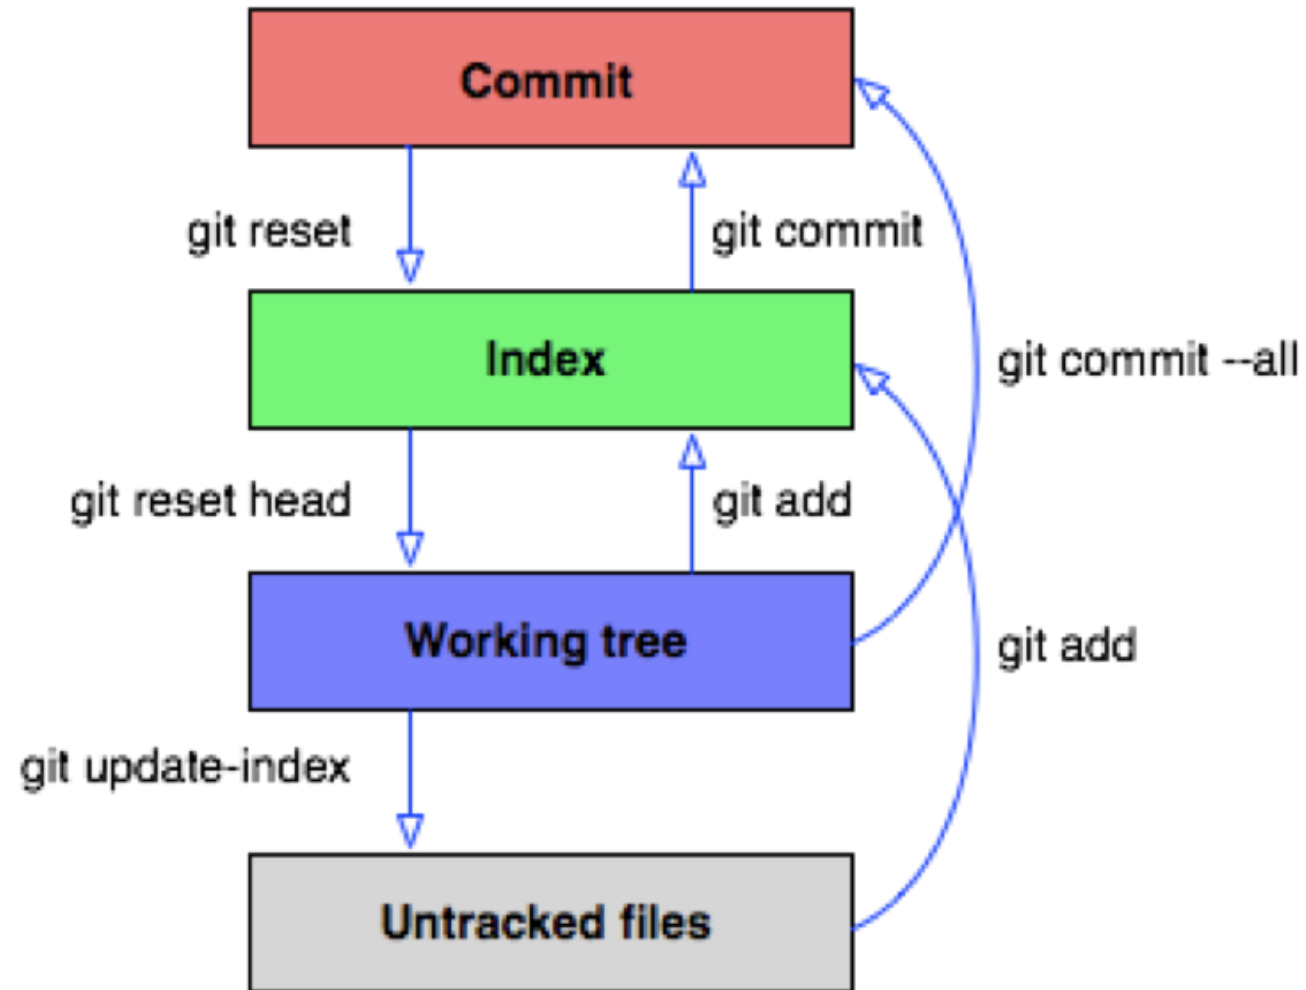 Commit
git reset
git commit
Index
git commit --all
git reset head
git add
Working tree
git add
git update-index
Untracked files